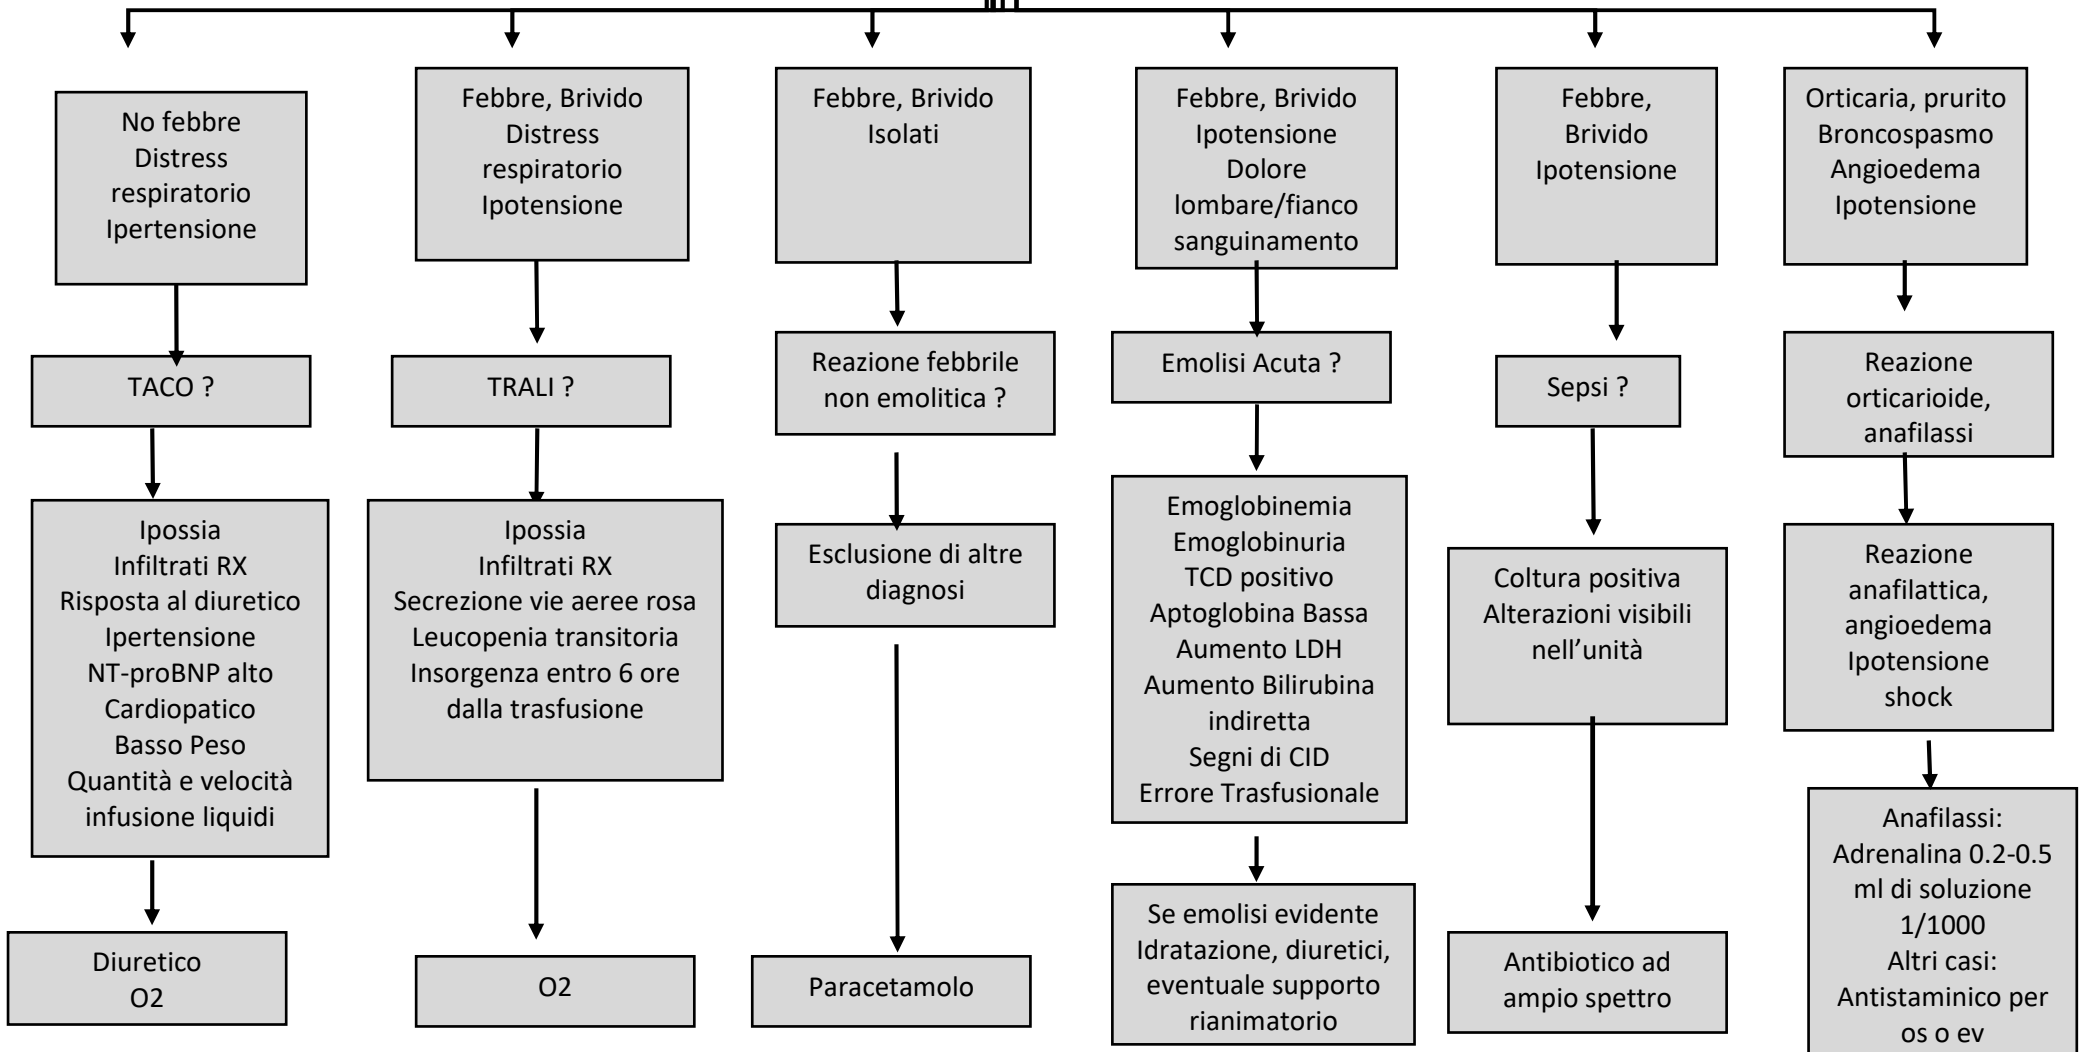 No febbre
Distress
respiratorio
Ipertensione
TACO ?
Ipossia
Infiltrati RX
Risposta al diuretico
Ipertensione
NT-proBNP alto
Cardiopatico
Basso Peso
Quantità e velocità
infusione liquidi
Diuretico
O2
Febbre, Brivido
Distress
respiratorio
Ipotensione
TRALI ?
Ipossia
Infiltrati RX
Secrezione vie aeree rosa
Leucopenia transitoria
Insorgenza entro 6 ore
dalla trasfusione
O2
Febbre, Brivido
Isolati
Reazione febbrile
non emolitica ?
Esclusione di altre
diagnosi
Paracetamolo
Febbre, Brivido
Ipotensione
Dolore
lombare/fianco
sanguinamento
Emolisi Acuta ?
Emoglobinemia
Emoglobinuria
TCD positivo
Aptoglobina Bassa
Aumento LDH
Aumento Bilirubina
indiretta
Segni di CID
Errore Trasfusionale
Se emolisi evidente
Idratazione, diuretici,
eventuale supporto
rianimatorio
Febbre,
Brivido
Ipotensione
Sepsi ?
Coltura positiva
Alterazioni visibili
nell’unità
Antibiotico ad
ampio spettro
Orticaria, prurito
Broncospasmo
Angioedema
Ipotensione
Reazione
orticarioide,
anafilassi
Reazione
anafilattica,
angioedema
Ipotensione
shock
Anafilassi:
Adrenalina 0.2-0.5
ml di soluzione
1/1000
Altri casi:
Antistaminico per
os o ev